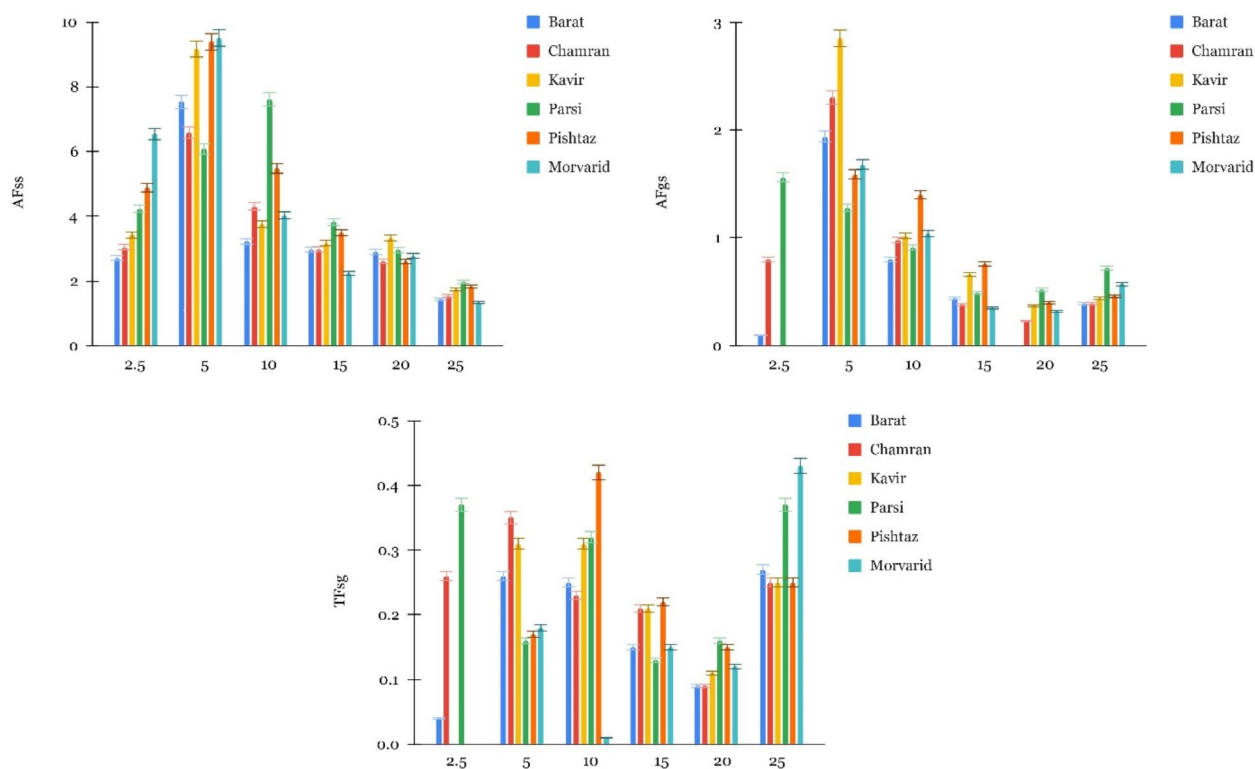 AFss
10
8
6
4
2
0
2.5 5 10 15 20 25
Barat
Chamran
Kavir
Parsi
Pishtaz
Morvarid
AFgs
3
2
1
0
2.5 5 10 15 20 25
Barat
Chamran
Kavir
Parsi
Pishtaz
Morvarid
TFsg
0.5
0.4
0.3
0.2
0.1
0.0
2.5 5 10 15 20 25
Barat
Chamran
Kavir
Parsi
Pishtaz
Morvarid